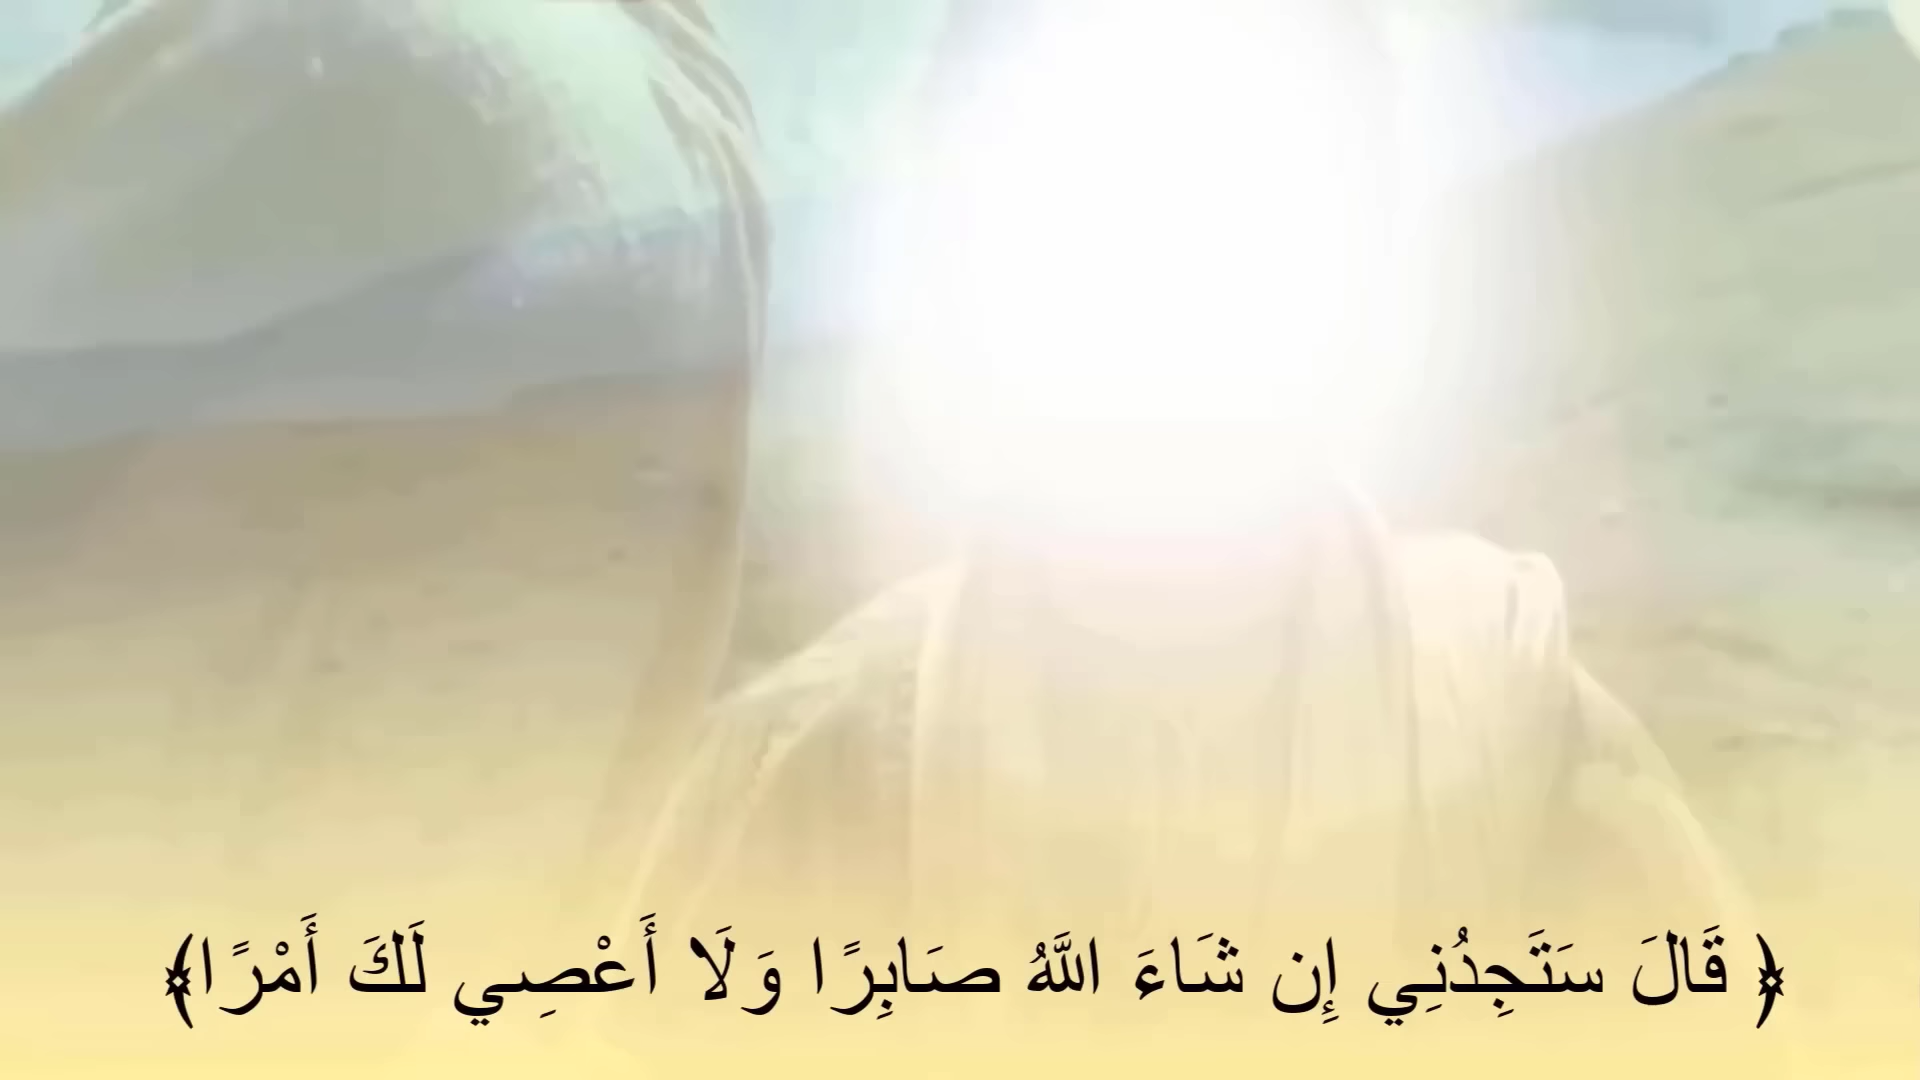 ﴿ قَالَ سَتَجِدُنِي إِن شَاءَ اللَّهُ صَابِرًا وَلَا أَعْصِي لَكَ أَمْرًا﴾